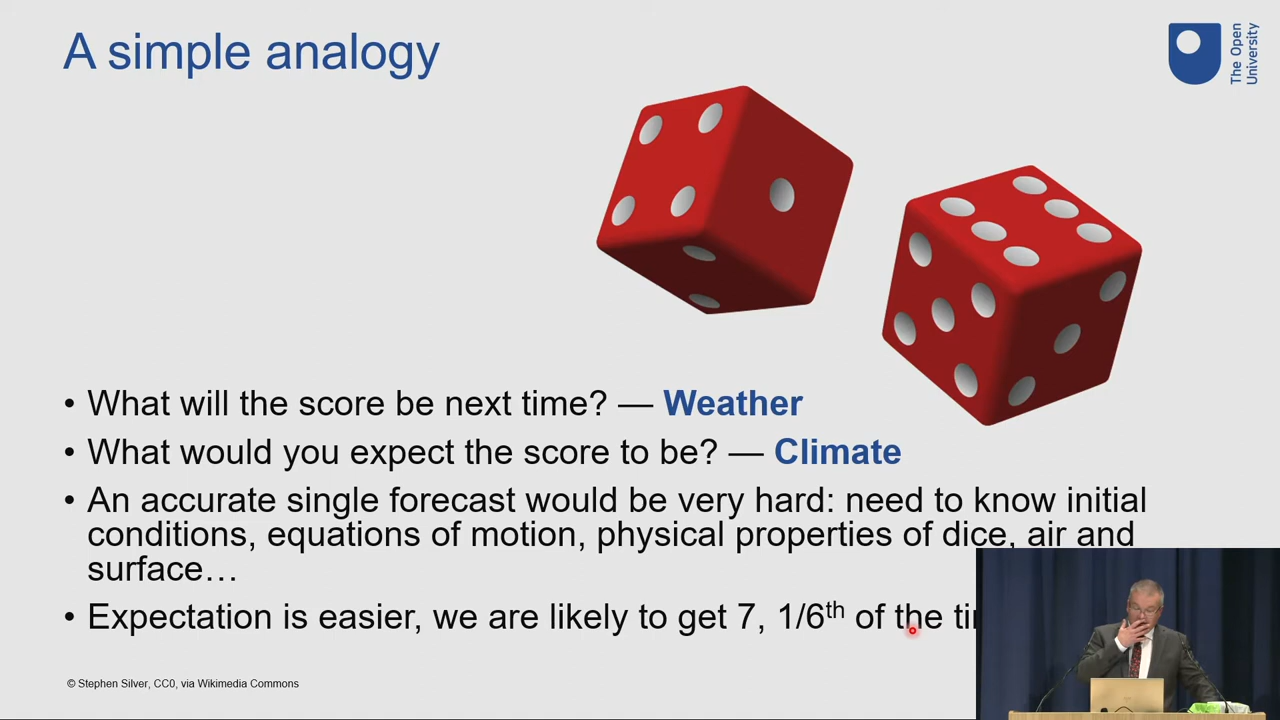 A simple analogy
The Open
University
• What will the score be next time? — Weather
• What would you expect the score to be? — Climate
• An accurate single forecast would be very hard: need to know initial
conditions, equations of motion, physical properties of dice, air and
surface…
• Expectation is easier, we are likely to get 7, 1/6th of the
© Stephen Silver, CC0, via Wikimedia Commons